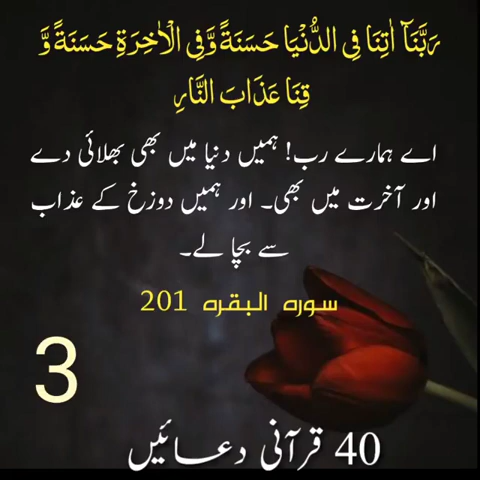 رَبَّنَاۤ اٰتِنَا فِی الدُّنْیَا حَسَنَةً وَّفِی الْاٰخِرَةِ حَسَنَةً وَّ
قِنَا عَذَابَ النَّارِ
اے ہمارے رب! ہمیں دنیا میں بھی بھلائی دے
اور آخرت میں بھی۔ اور ہمیں دوزخ کے عذاب
سے بچا لے۔
سورہ البقرہ 201
3
40 قرآنی دعائیں